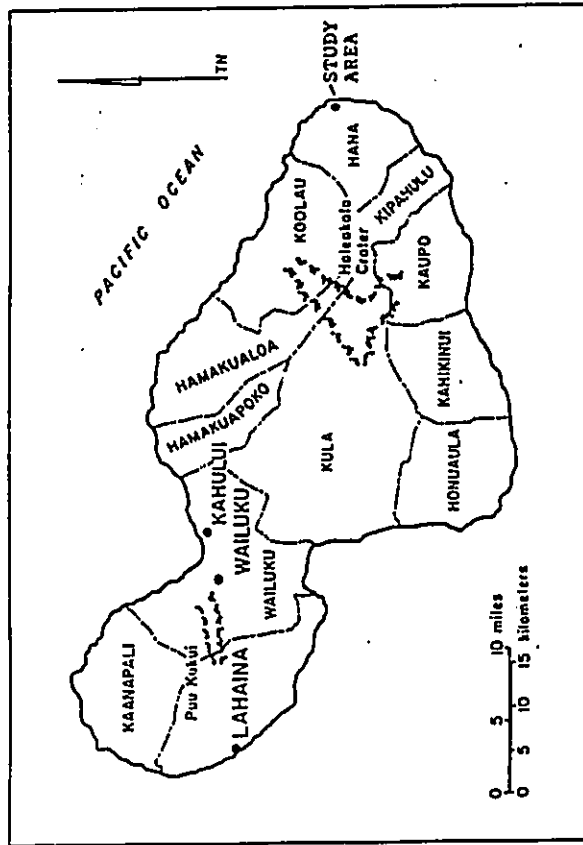 PACIFIC OCEAN
TN
KAANAPALI
Puu Kukui
LAHAINA
KAHULUI
WAILUKU
WAILUKU
HAMAKUAPOKO
HAMAKUALOA
KOOLAU
Haleakala
Crater
HANA
STUDY
AREA
KIPAHULU
KAUPO
KULA
KAHIKINUI
HONUAULA
0 5 10 miles
0 5 10 15 kilometers